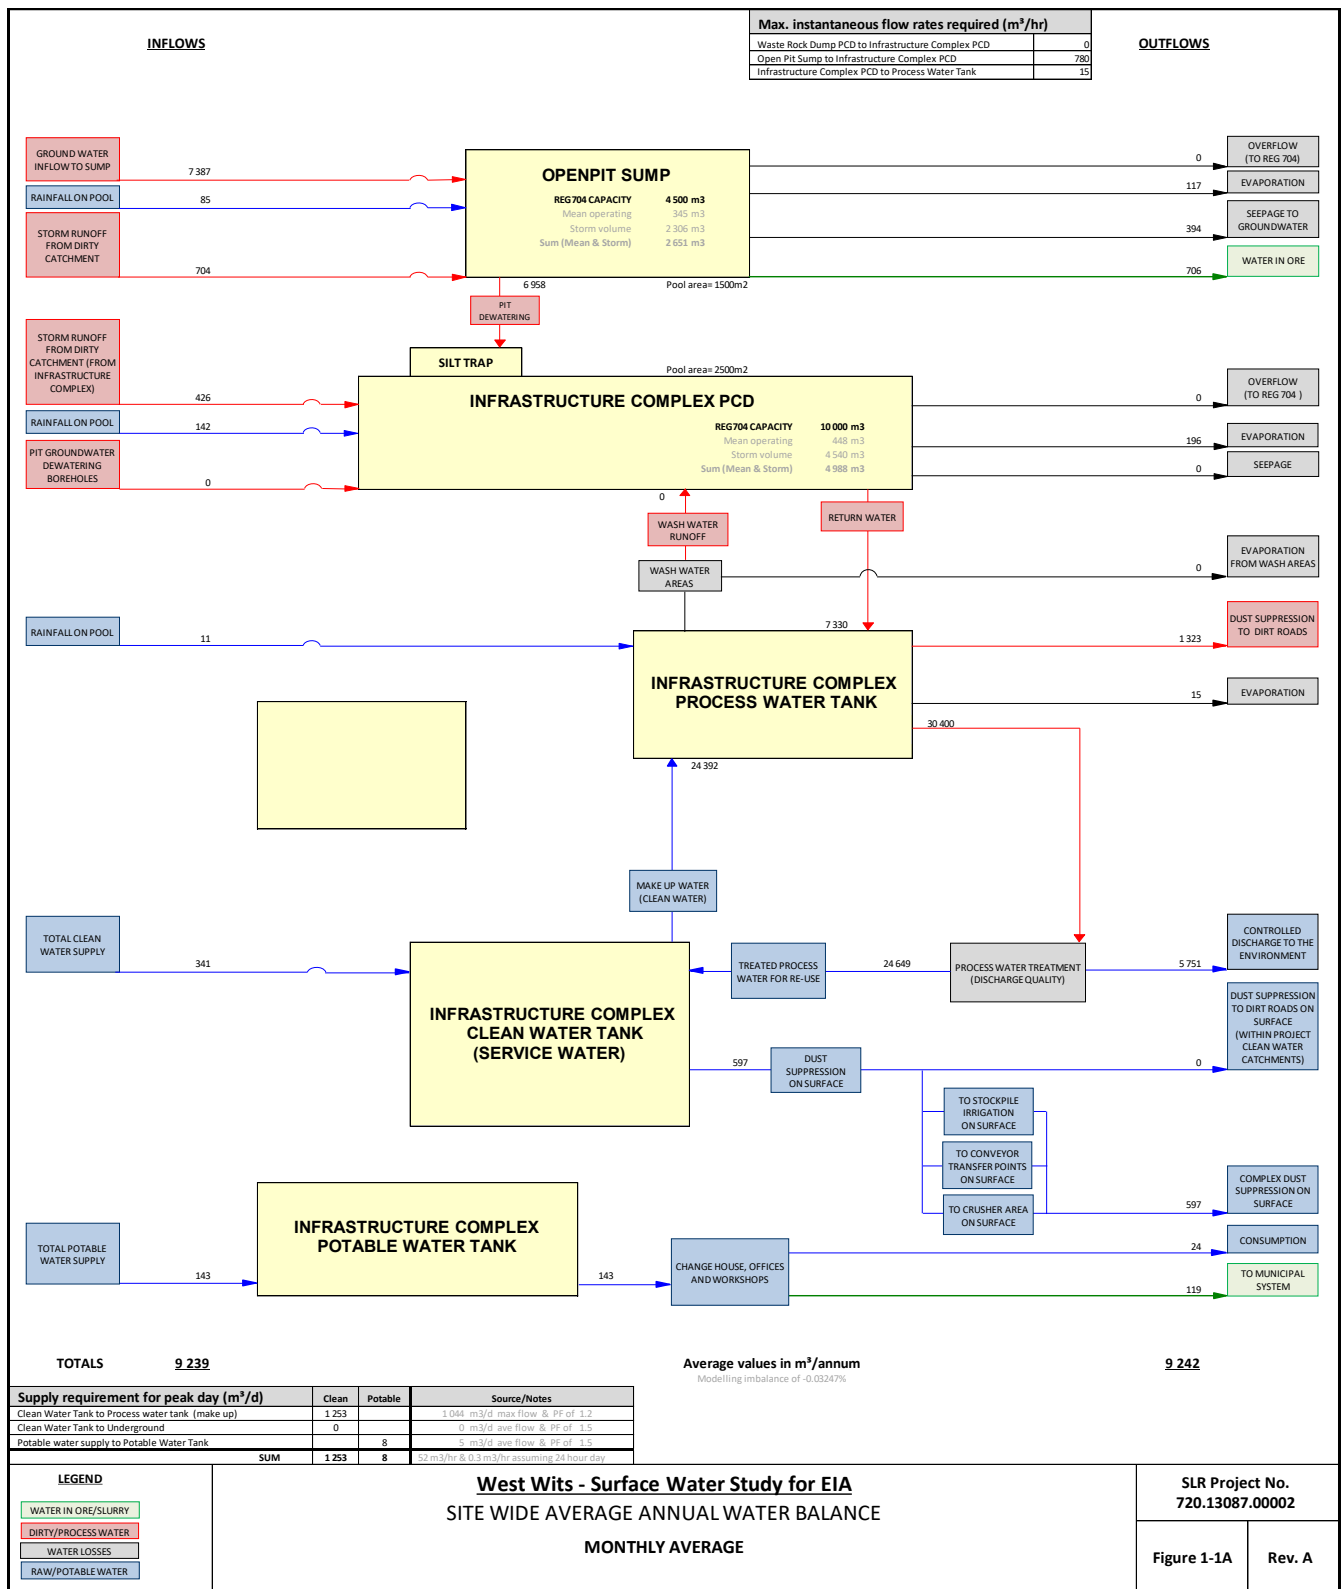 INFLOWS
Max. instantaneous flow rates required (m³/hr)
Waste Rock Dump PCD to Infrastructure Complex PCD 0
Open Pit Sump to Infrastructure Complex PCD 780
Infrastructure Complex PCD to Process Water Tank 15
OUTFLOWS
GROUND WATER
INFLOW TO SUMP
7 387
RAINFALL ON POOL
85
STORM RUNOFF
FROM DIRTY
CATCHMENT
704
OPENPIT SUMP
REG704 CAPACITY 4 500 m3
Mean operating 345 m3
Storm volume 2 306 m3
Sum (Mean & Storm) 2 651 m3
Pool area= 1500m2
0
OVERFLOW
(TO REG 704)
117
EVAPORATION
394
SEEPAGE TO
GROUNDWATER
706
WATER IN ORE
6 958
PIT
DEWATERING
STORM RUNOFF
FROM DIRTY
CATCHMENT (FROM
INFRASTRUCTURE
COMPLEX)
426
RAINFALL ON POOL
142
PIT GROUNDWATER
DEWATERING
BOREHOLES
0
SILT TRAP
Pool area= 2500m2
INFRASTRUCTURE COMPLEX PCD
REG704 CAPACITY 10 000 m3
Mean operating 448 m3
Storm volume 4 540 m3
Sum (Mean & Storm) 4 988 m3
0
OVERFLOW
(TO REG 704 )
196
EVAPORATION
0
SEEPAGE
0
WASH WATER
RUNOFF
RETURN WATER
WASH WATER
AREAS
0
EVAPORATION
FROM WASH AREAS
RAINFALL ON POOL
11
7 330
INFRASTRUCTURE COMPLEX
PROCESS WATER TANK
1 323
DUST SUPPRESSION
TO DIRT ROADS
15
EVAPORATION
30 400
24 392
MAKE UP WATER
(CLEAN WATER)
TOTAL CLEAN
WATER SUPPLY
341
INFRASTRUCTURE COMPLEX
CLEAN WATER TANK
(SERVICE WATER)
TREATED PROCESS
WATER FOR RE-USE
24 649
PROCESS WATER TREATMENT
(DISCHARGE QUALITY)
5 751
CONTROLLED
DISCHARGE TO THE
ENVIRONMENT
597
DUST
SUPPRESSION
ON SURFACE
0
DUST SUPPRESSION
TO DIRT ROADS ON
SURFACE
(WITHIN PROJECT
CLEAN WATER
CATCHMENTS)
TO STOCKPILE
IRRIGATION
ON SURFACE
TO CONVEYOR
TRANSFER POINTS
ON SURFACE
TO CRUSHER AREA
ON SURFACE
597
COMPLEX DUST
SUPPRESSION ON
SURFACE
TOTAL POTABLE
WATER SUPPLY
143
INFRASTRUCTURE COMPLEX
POTABLE WATER TANK
143
CHANGE HOUSE, OFFICES
AND WORKSHOPS
24
CONSUMPTION
119
TO MUNICIPAL
SYSTEM
TOTALS 9 239
Average values in m³/annum
Modelling imbalance of -0.03247%
9 242
Supply requirement for peak day (m³/d) Clean Potable Source/Notes
Clean Water Tank to Process water tank (make up) 1 253 1 044 m3/d max flow & PF of 1.2
Clean Water Tank to Underground 0 0 m3/d ave flow & PF of 1.5
Potable water supply to Potable Water Tank 8 5 m3/d ave flow & PF of 1.5
SUM 1 253 8 52 m3/hr & 0.3 m3/hr assuming 24 hour day
LEGEND
WATER IN ORE/SLURRY
DIRTY/PROCESS WATER
WATER LOSSES
RAW/POTABLE WATER
West Wits - Surface Water Study for EIA
SITE WIDE AVERAGE ANNUAL WATER BALANCE
MONTHLY AVERAGE
SLR Project No.
720.13087.00002
Figure 1-1A
Rev. A